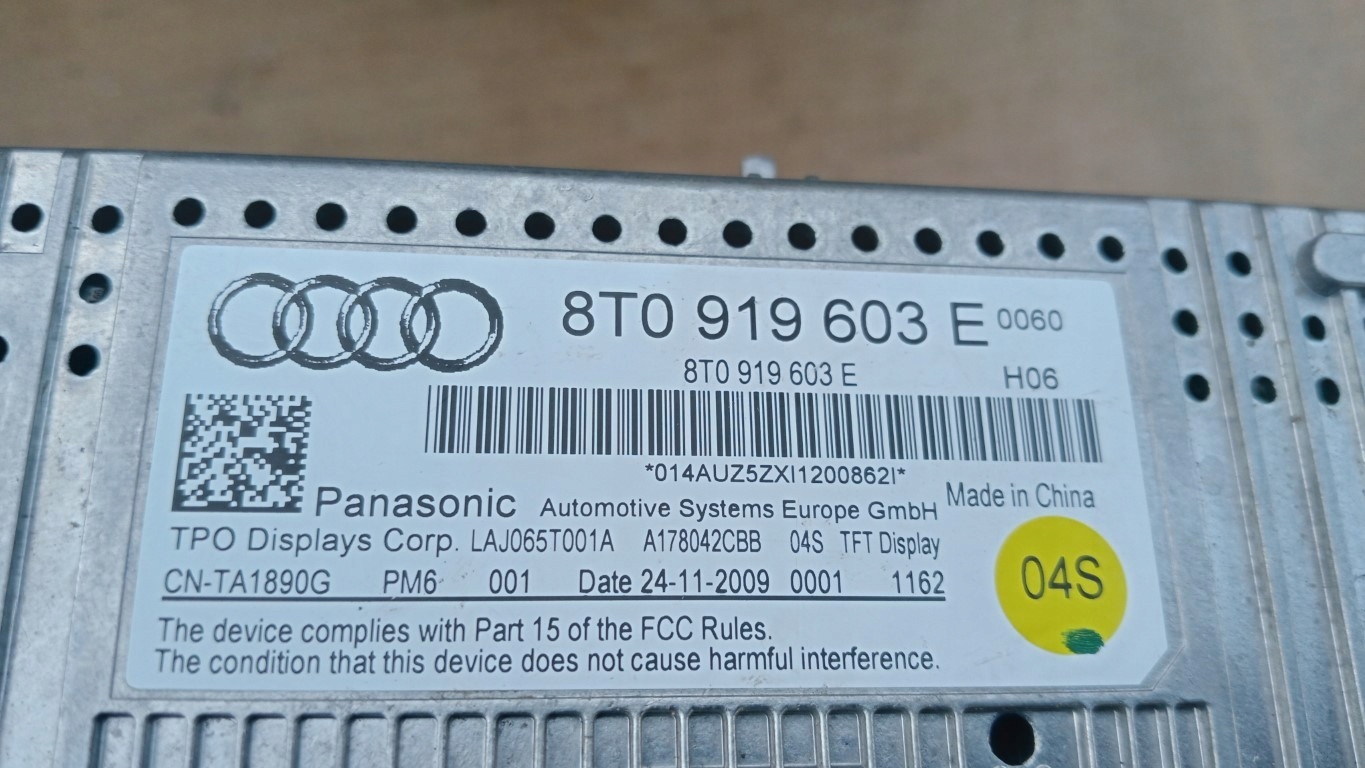 8T0 919 603 E 0060
8T0 919 603 E H06
*014AUZ5ZXI1200862I*
Panasonic Automotive Systems Europe GmbH Made in China
TPO Displays Corp. LAJ065T001A A178042CBB 04S TFT Display
04S
CN-TA1890G PM6 001 Date 24-11-2009 0001 1162
The device complies with Part 15 of the FCC Rules.
The condition that this device does not cause harmful interference.